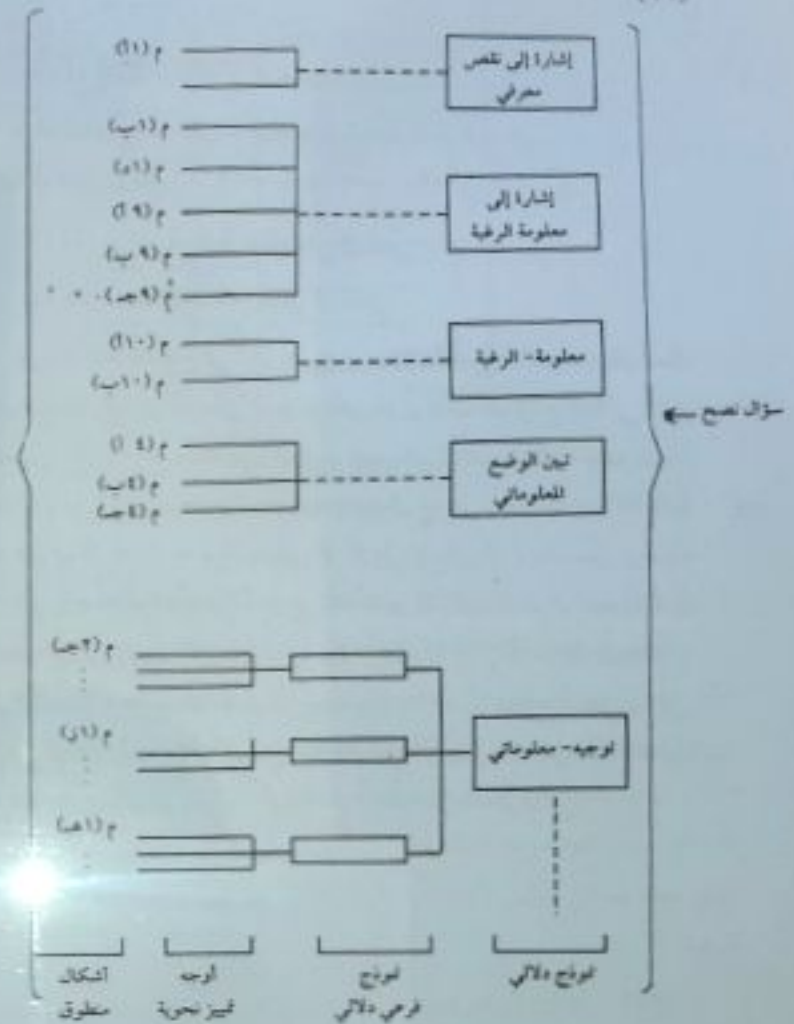 إشارة إلى نقص
معرفي
م (١أ)
إشارة إلى
معلومة الرغبة
م (١ب)
م (١د)
م (٩أ)
م (٩ب)
م (٩جـ). . .
معلومة- الرغبة
م (١٠أ)
م (١٠ب)
تبين الوضع
المعلوماتي
م (٤ أ)
م (٤ب)
م (٤جـ)
سؤال نصح
توجيه- معلوماتي
م (٢جـ)
م (١ز)
م (١هـ)
نموذج دلالي
نموذج
فرعي دلالي
أوجه
تمييز نحوية
أشكال
منطوق